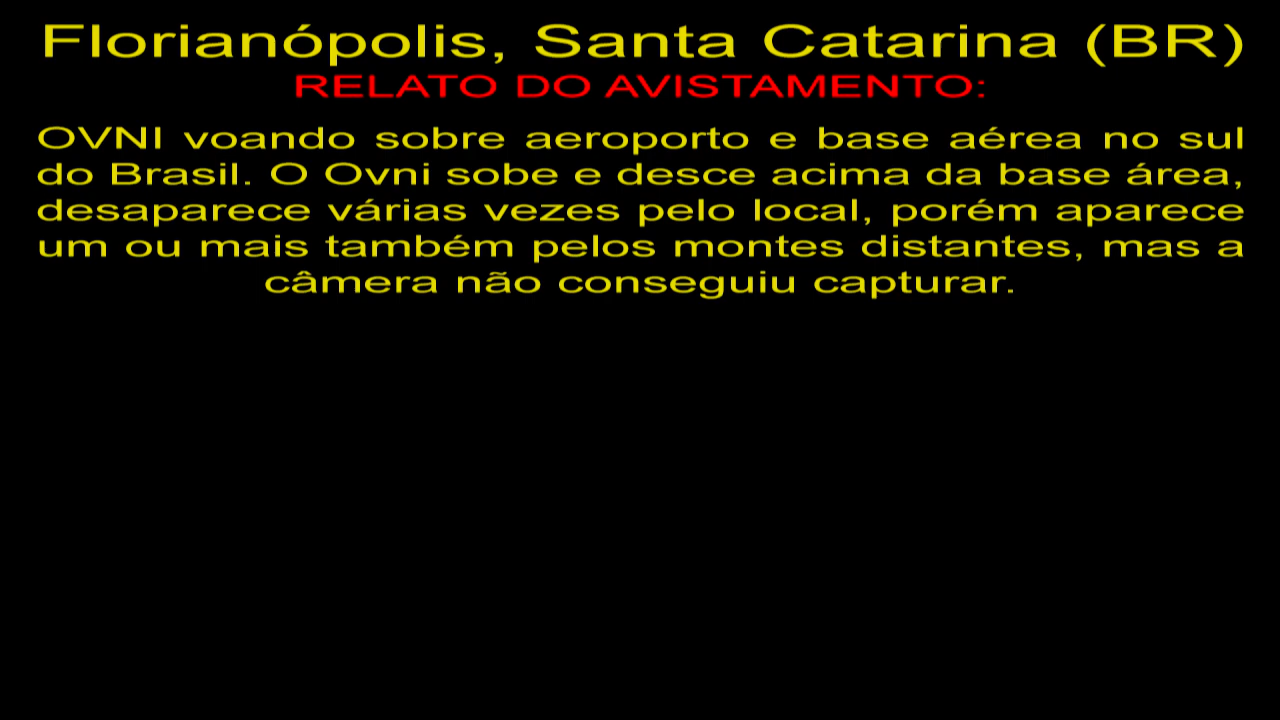 Florianópolis, Santa Catarina (BR)
RELATO DO AVISTAMENTO:
OVNI voando sobre aeroporto e base aérea no sul
do Brasil. O Ovni sobe e desce acima da base área,
desaparece várias vezes pelo local, porém aparece
um ou mais também pelos montes distantes, mas a
câmera não conseguiu capturar.